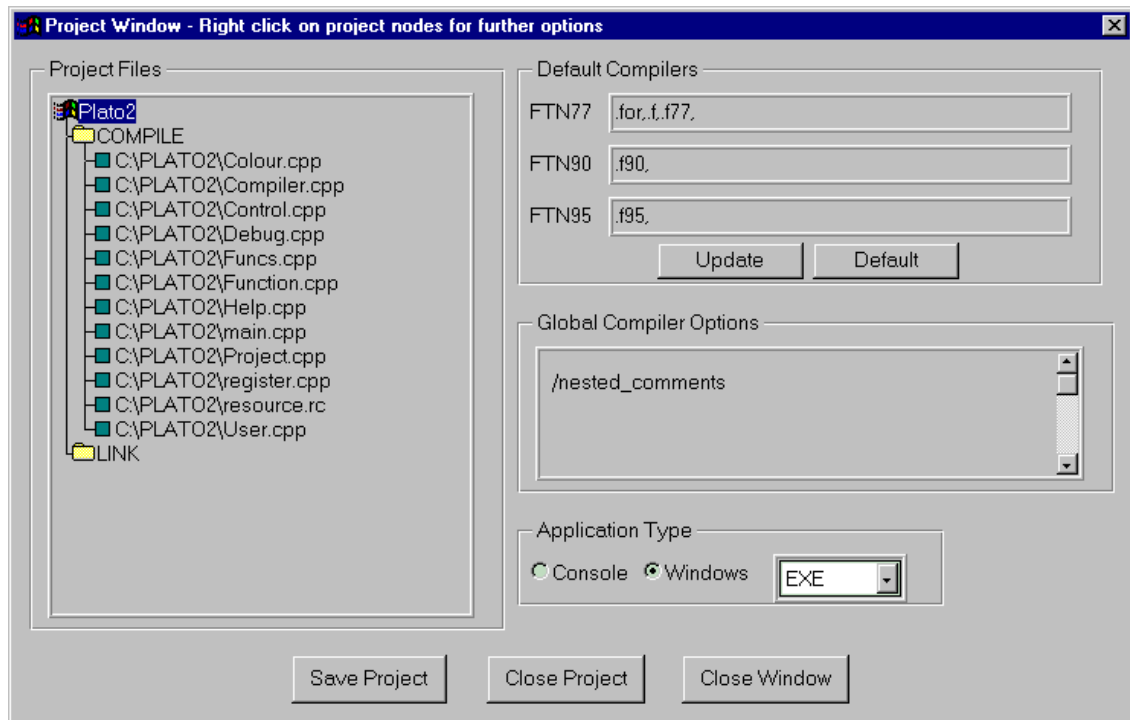 Project Window - Right click on project nodes for further options
Project Files
Plato2
COMPILE
C:\PLATO2\Colour.cpp
C:\PLATO2\Compiler.cpp
C:\PLATO2\Control.cpp
C:\PLATO2\Debug.cpp
C:\PLATO2\Funcs.cpp
C:\PLATO2\Function.cpp
C:\PLATO2\Help.cpp
C:\PLATO2\main.cpp
C:\PLATO2\Project.cpp
C:\PLATO2\register.cpp
C:\PLATO2\resource.rc
C:\PLATO2\User.cpp
LINK
Default Compilers
FTN77 .for,.f,.f77,
FTN90 .f90,
FTN95 .f95,
Update Default
Global Compiler Options
/nested_comments
Application Type
Console Windows EXE
Save Project Close Project Close Window